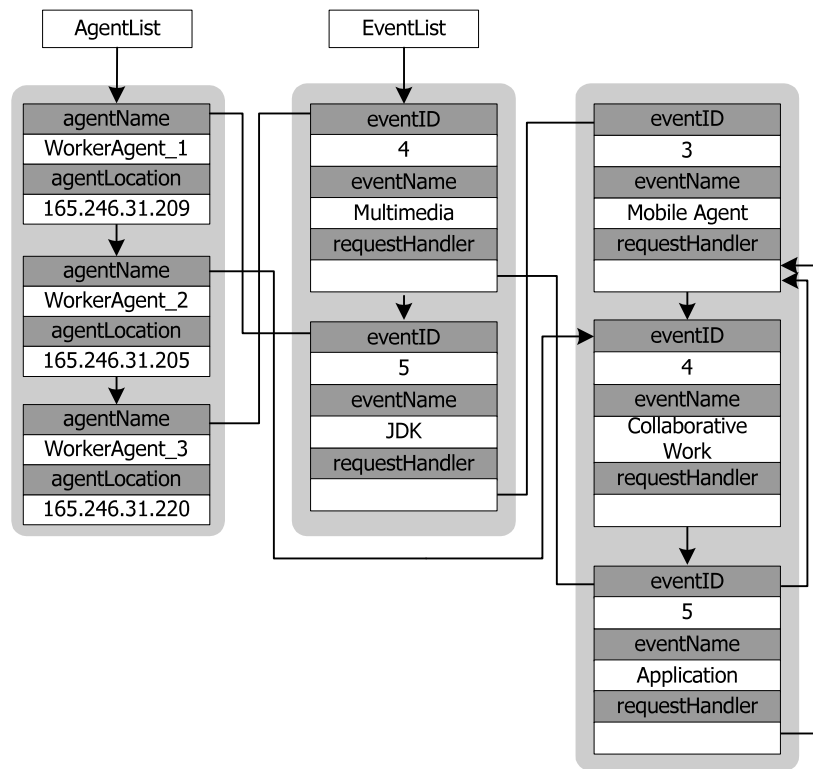 AgentList
agentName
WorkerAgent_1
agentLocation
165.246.31.209
agentName
WorkerAgent_2
agentLocation
165.246.31.205
agentName
WorkerAgent_3
agentLocation
165.246.31.220
EventList
eventID
4
eventName
Multimedia
requestHandler
eventID
5
eventName
JDK
requestHandler
eventID
3
eventName
Mobile Agent
requestHandler
eventID
4
eventName
Collaborative
Work
requestHandler
eventID
5
eventName
Application
requestHandler